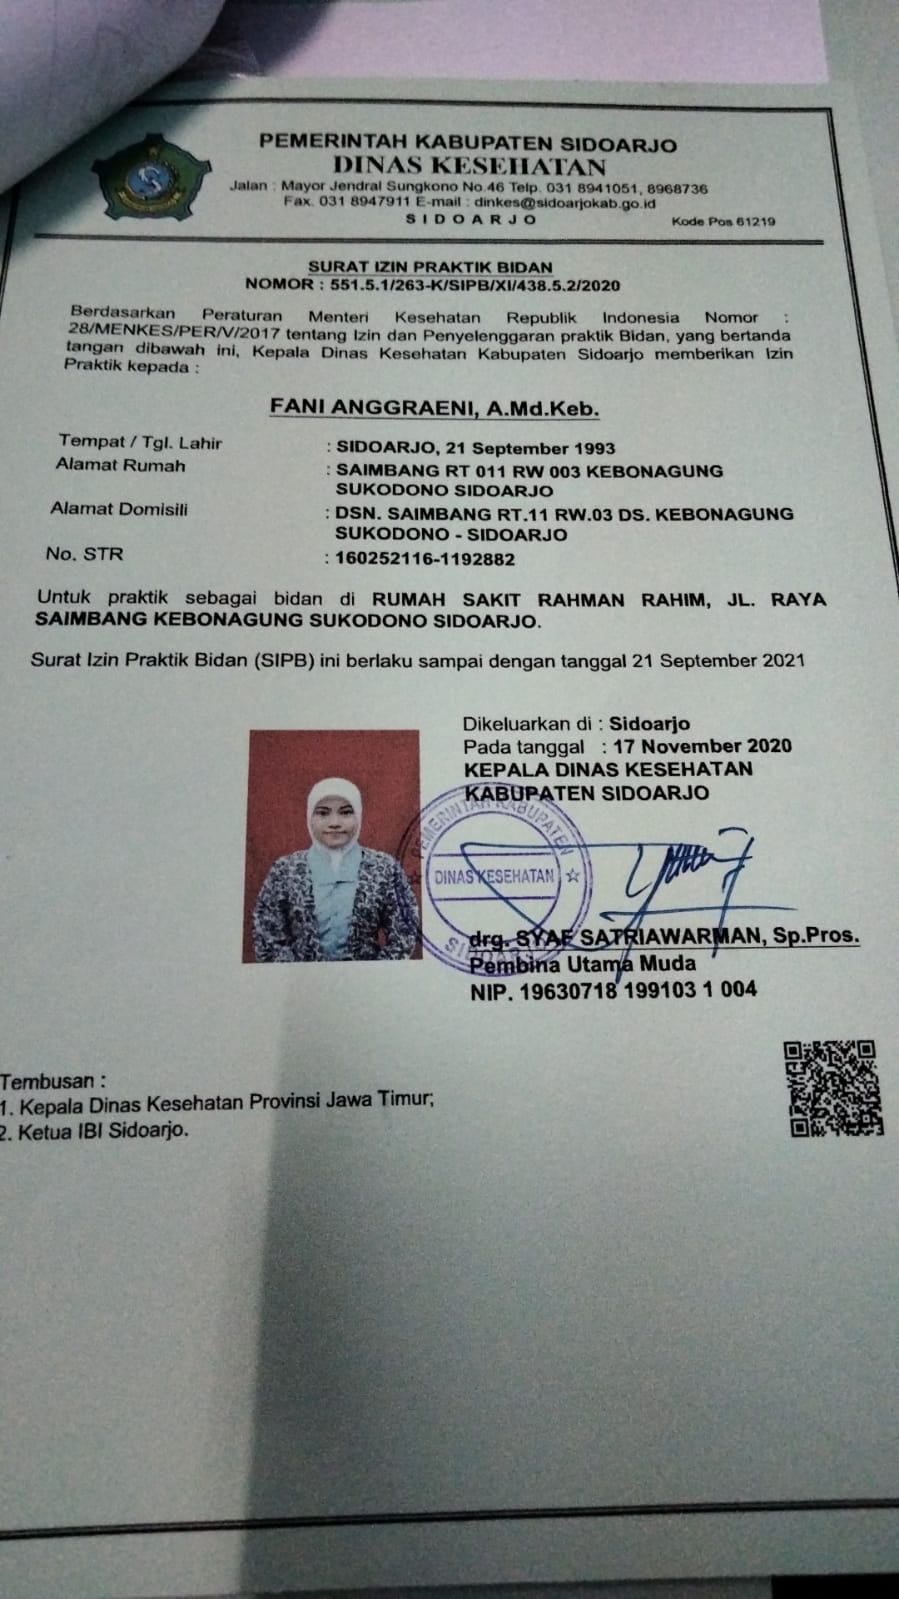 PEMERINTAH KABUPATEN SIDOARJO
DINAS KESEHATAN
Jalan : Mayor Jendral Sungkono No.46 Telp. 031 8941051, 8968736
Fax. 031 8947911 E-mail : dinkes@sidoarjokab.go.id
S I D O A R J O
Kode Pos 61219
SURAT IZIN PRAKTIK BIDAN
NOMOR : 551.5.1/263-K/SIPB/XI/438.5.2/2020
Berdasarkan Peraturan Menteri Kesehatan Republik Indonesia Nomor :
28/MENKES/PER/V/2017 tentang Izin dan Penyelenggaran praktik Bidan, yang bertanda
tangan dibawah ini, Kepala Dinas Kesehatan Kabupaten Sidoarjo memberikan Izin
Praktik kepada :
FANI ANGGRAENI, A.Md.Keb.
Tempat / Tgl. Lahir : SIDOARJO, 21 September 1993
Alamat Rumah : SAIMBANG RT 011 RW 003 KEBONAGUNG
SUKODONO SIDOARJO
Alamat Domisili : DSN. SAIMBANG RT.11 RW.03 DS. KEBONAGUNG
SUKODONO - SIDOARJO
No. STR : 160252116-1192882
Untuk praktik sebagai bidan di RUMAH SAKIT RAHMAN RAHIM, JL. RAYA
SAIMBANG KEBONAGUNG SUKODONO SIDOARJO.
Surat Izin Praktik Bidan (SIPB) ini berlaku sampai dengan tanggal 21 September 2021
Dikeluarkan di : Sidoarjo
Pada tanggal : 17 November 2020
KEPALA DINAS KESEHATAN
KABUPATEN SIDOARJO
PEMERINTAH KABUPATEN
DINAS KESEHATAN
SIDOARJO
drg. SYAF SATRIAWARMAN, Sp.Pros.
Pembina Utama Muda
NIP. 19630718 199103 1 004
Tembusan :
1. Kepala Dinas Kesehatan Provinsi Jawa Timur;
2. Ketua IBI Sidoarjo.